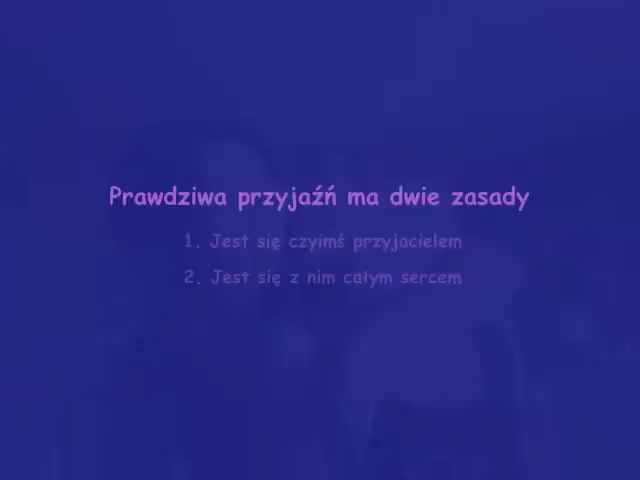 Prawdziwa przyjaźń ma dwie zasady
1. Jest się czyimś przyjacielem
2. Jest się z nim całym sercem